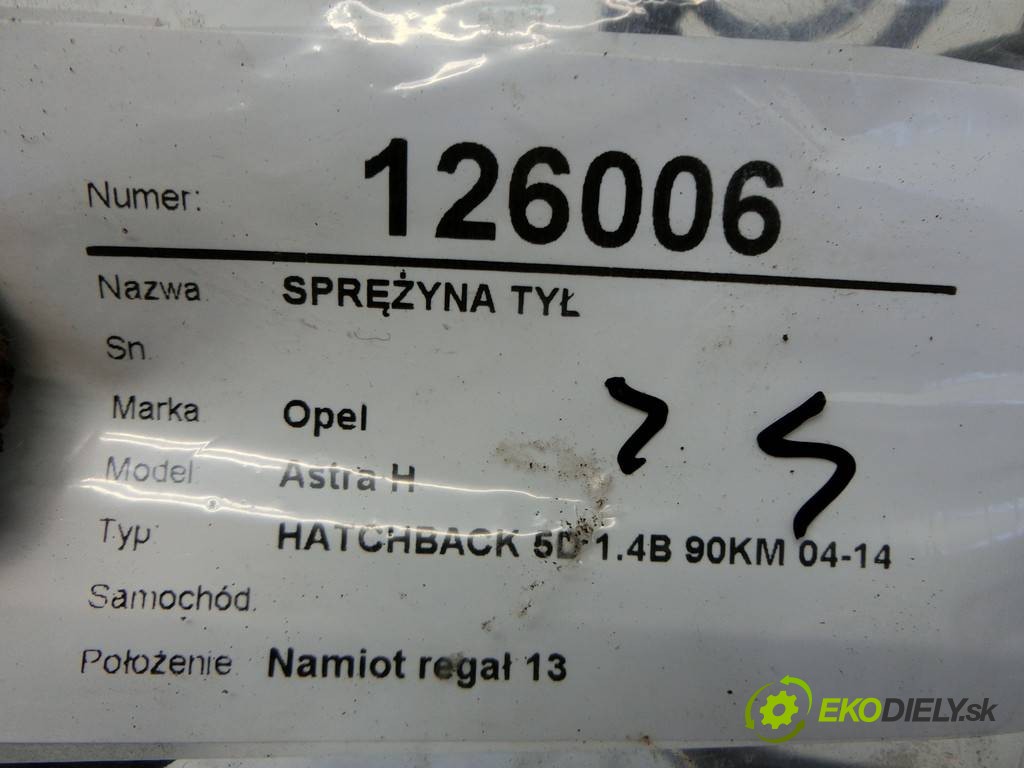 Numer: 126006
Nazwa SPRĘŻYNA TYŁ
Sn.
Marka Opel
Model Astra H
Typ HATCHBACK 5D 1.4B 90KM 04-14
Samochód
Położenie Namiot regał 13
EKODIELY.sk